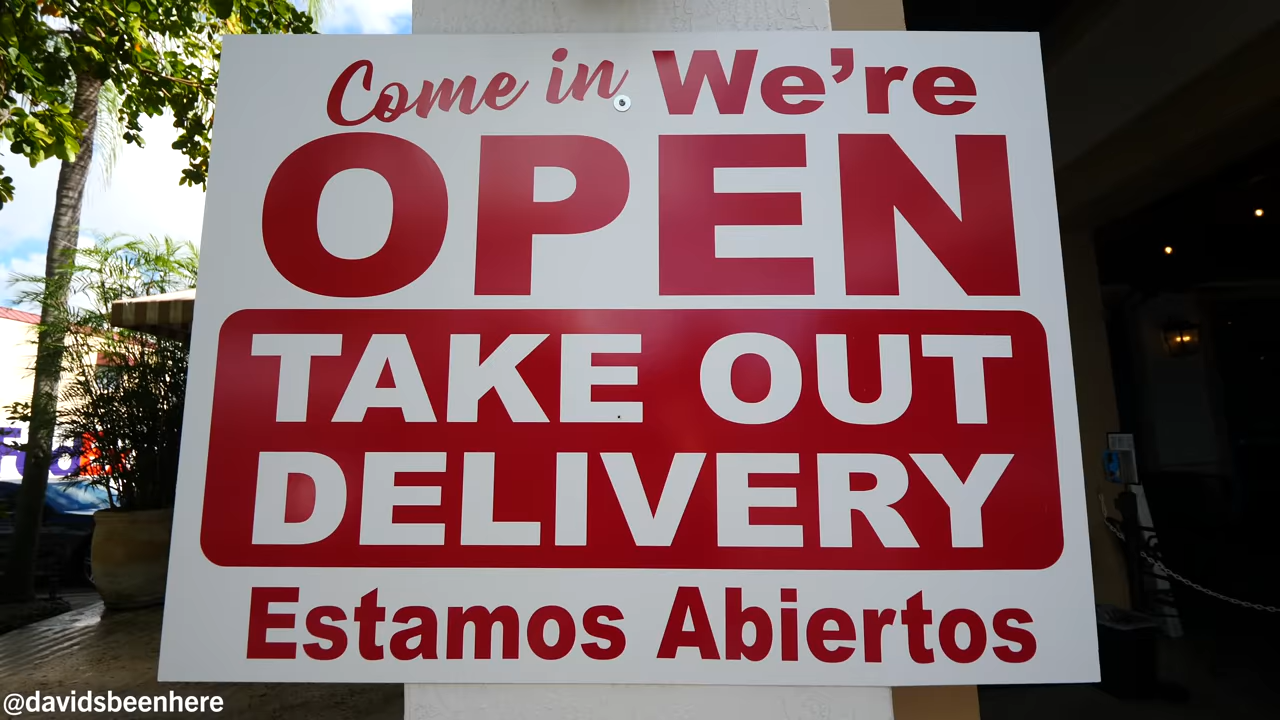 Come in We're
OPEN
TAKE OUT
DELIVERY
Estamos Abiertos
@davidsbeenhere